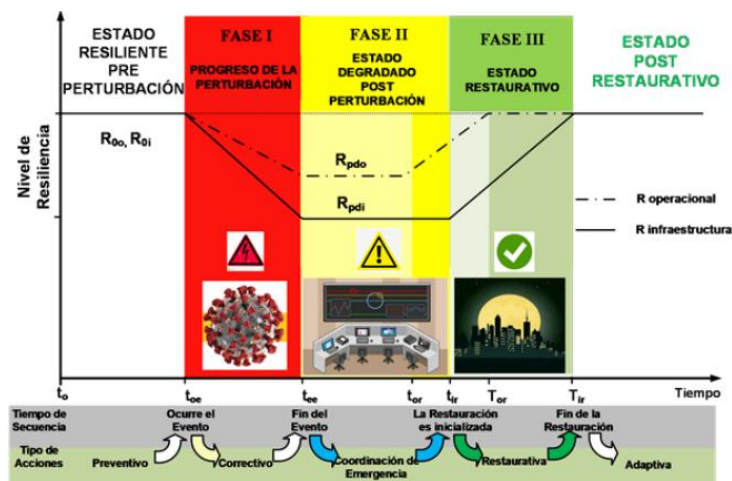 ESTADO
RESILIENTE
PRE
PERTURBACIÓN
FASE I
PROGRESO DE LA
PERTURBACIÓN
FASE II
ESTADO
DEGRADADO
POST
PERTURBACIÓN
FASE III
ESTADO
RESTAURATIVO
ESTADO
POST
RESTAURATIVO
Nivel de
Resiliencia
R0o, R0i
Rpdo
Rpdi
R operacional
R infraestructura
to
toe
tee
tor
tir
Tor
Tir
Tiempo
Tiempo de
Secuencia
Ocurre el
Evento
Fin del
Evento
La Restauración
es inicializada
Fin de la
Restauración
Tipo de
Acciones
Preventivo
Correctivo
Coordinación de
Emergencia
Restaurativa
Adaptiva